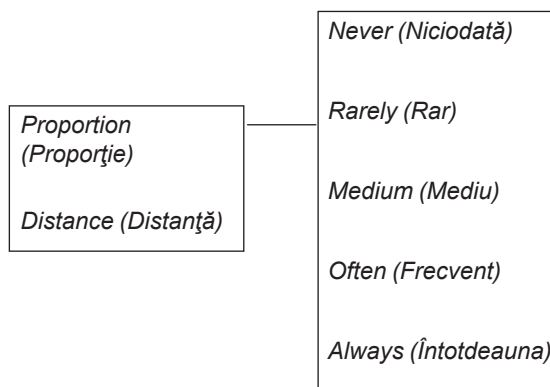 Proportion
(Proporţie)
Distance (Distanţă)
Never (Niciodată)
Rarely (Rar)
Medium (Mediu)
Often (Frecvent)
Always (Întotdeauna)